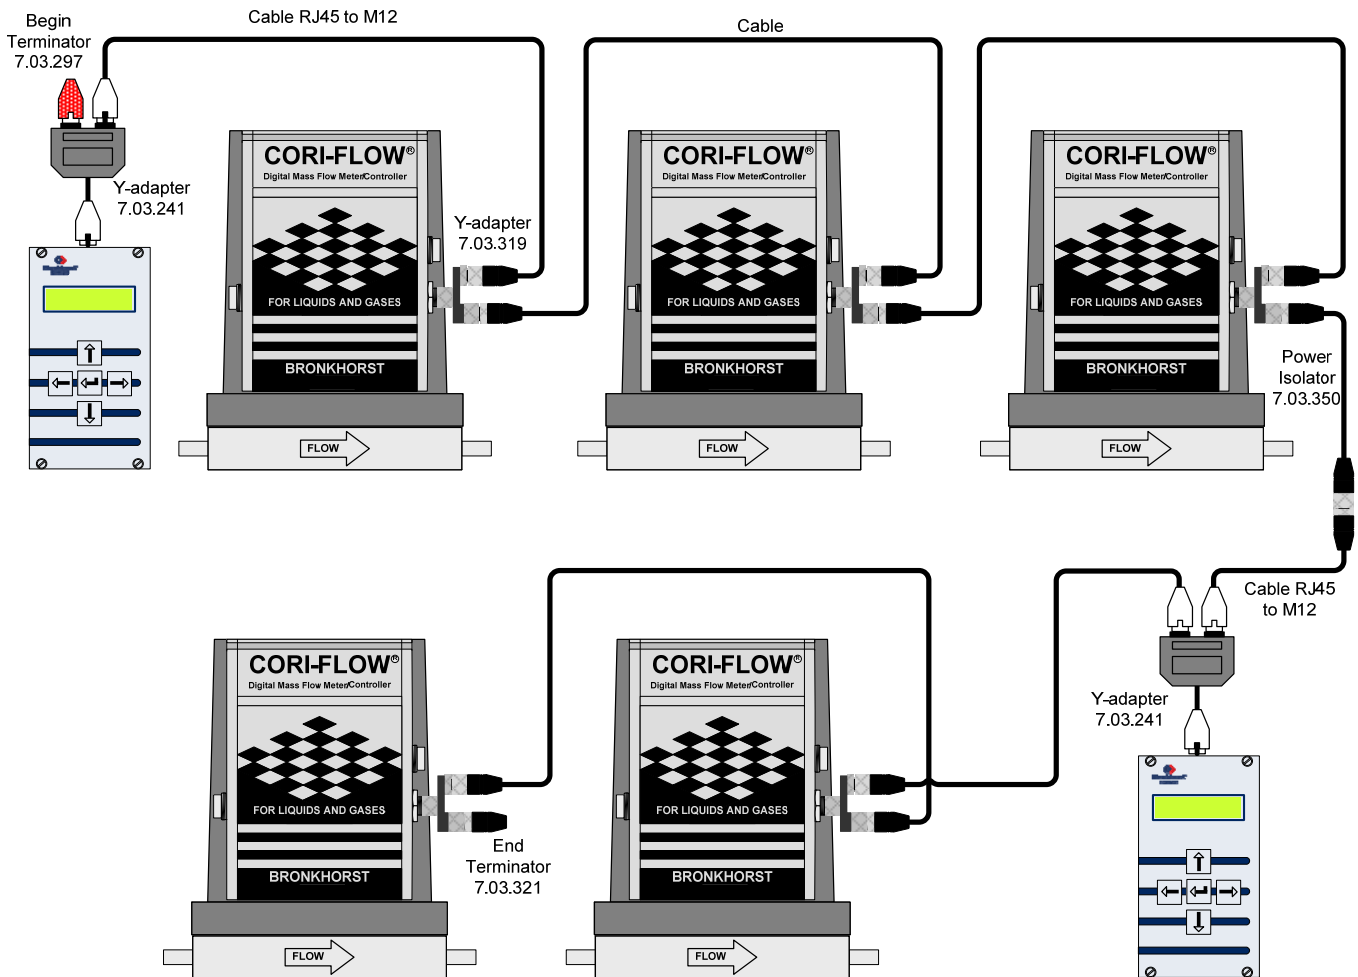 Begin
Terminator
7.03.297
Cable RJ45 to M12
Cable
Y-adapter
7.03.241
CORI-FLOW®
Digital Mass Flow Meter/Controller
Y-adapter
7.03.319
FOR LIQUIDS AND GASES
BRONKHORST
FLOW
CORI-FLOW®
Digital Mass Flow Meter/Controller
FOR LIQUIDS AND GASES
BRONKHORST
FLOW
CORI-FLOW®
Digital Mass Flow Meter/Controller
FOR LIQUIDS AND GASES
BRONKHORST
FLOW
Power
Isolator
7.03.350
Cable RJ45
to M12
Y-adapter
7.03.241
CORI-FLOW®
Digital Mass Flow Meter/Controller
FOR LIQUIDS AND GASES
BRONKHORST
FLOW
End
Terminator
7.03.321
CORI-FLOW®
Digital Mass Flow Meter/Controller
FOR LIQUIDS AND GASES
BRONKHORST
FLOW